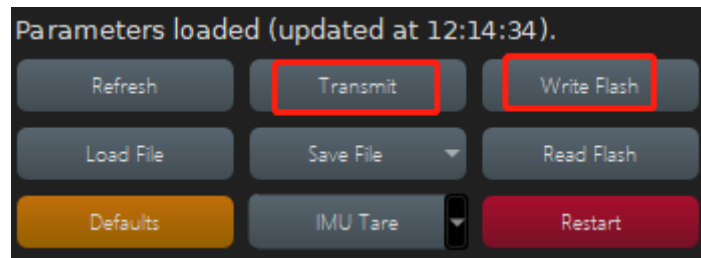 Parameters loaded (updated at 12:14:34).
Refresh Transmit Write Flash
Load File Save File Read Flash
Defaults IMU Tare Restart